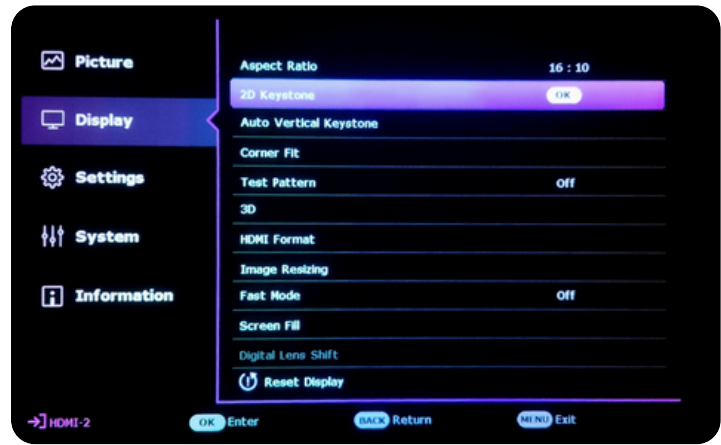 Picture
Display
Settings
System
Information
Aspect Ratio 16 : 10
2D Keystone OK
Auto Vertical Keystone
Corner Fit
Test Pattern Off
3D
HDMI Format
Image Resizing
Fast Mode Off
Screen Fill
Digital Lens Shift
Reset Display
HDMI-2 OK Enter BACK Return MENU Exit